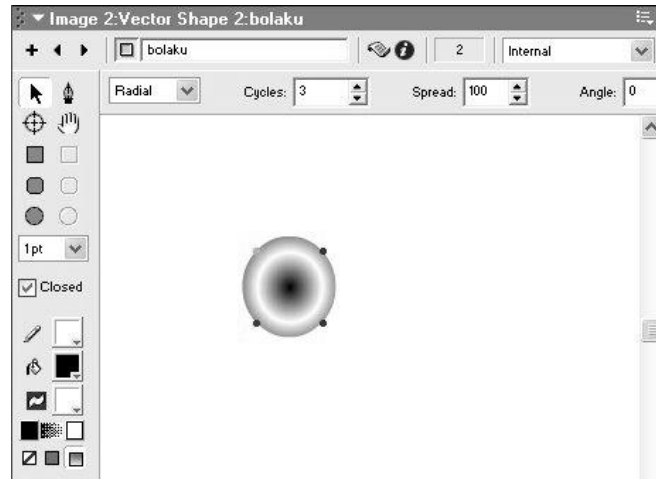 Image 2:Vector Shape 2:bolaku
bolaku 2 Internal
Radial Cycles: 3 Spread: 100 Angle: 0
1pt
Closed